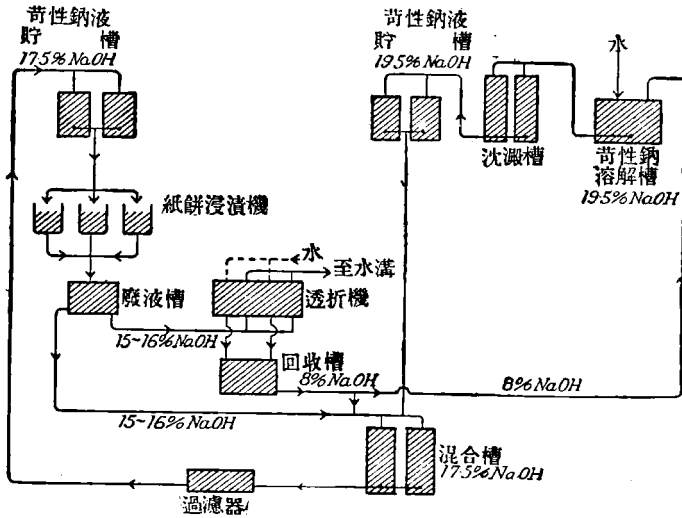 苛性鈉液
貯 槽
17.5% NaOH
苛性鈉液
貯 槽
19.5% NaOH
水
沈澱槽
苛性鈉
溶解槽
19.5% NaOH
紙餅浸漬機
水
至水溝
廢液槽
透折機
15~16% NaOH
回收槽
8% NaOH
8% NaOH
15~16% NaOH
混合槽
17.5% NaOH
過濾器